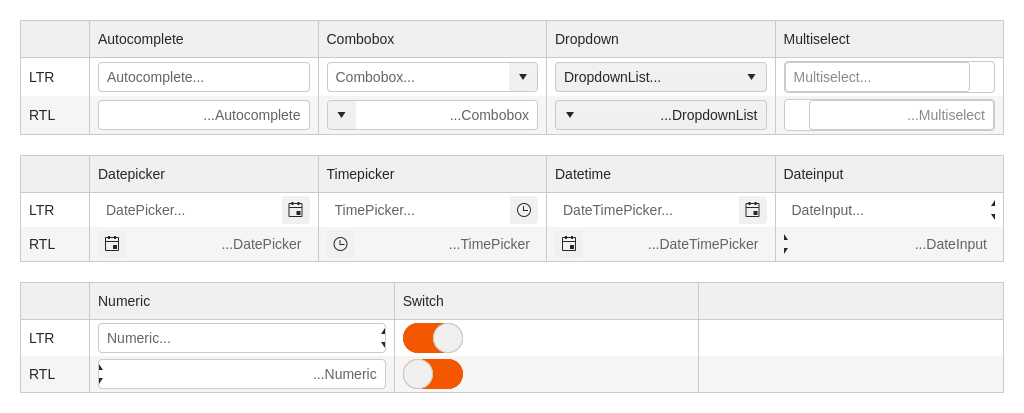 Autocomplete Combobox Dropdown Multiselect
LTR Autocomplete... Combobox... DropdownList... Multiselect...
RTL ...Autocomplete ...Combobox ...DropdownList ...Multiselect
Datepicker Timepicker Datetime Dateinput
LTR DatePicker... TimePicker... DateTimePicker... DateInput...
RTL ...DatePicker ...TimePicker ...DateTimePicker ...DateInput
Numeric Switch
LTR Numeric...
RTL ...Numeric